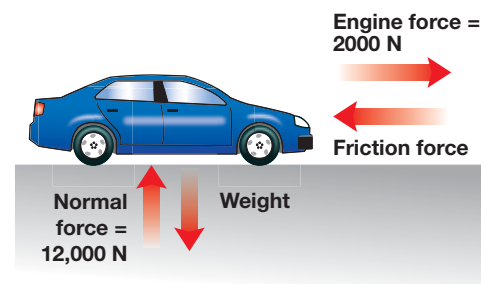 Engine force =
2000 N
Friction force
Normal
force =
12,000 N
Weight